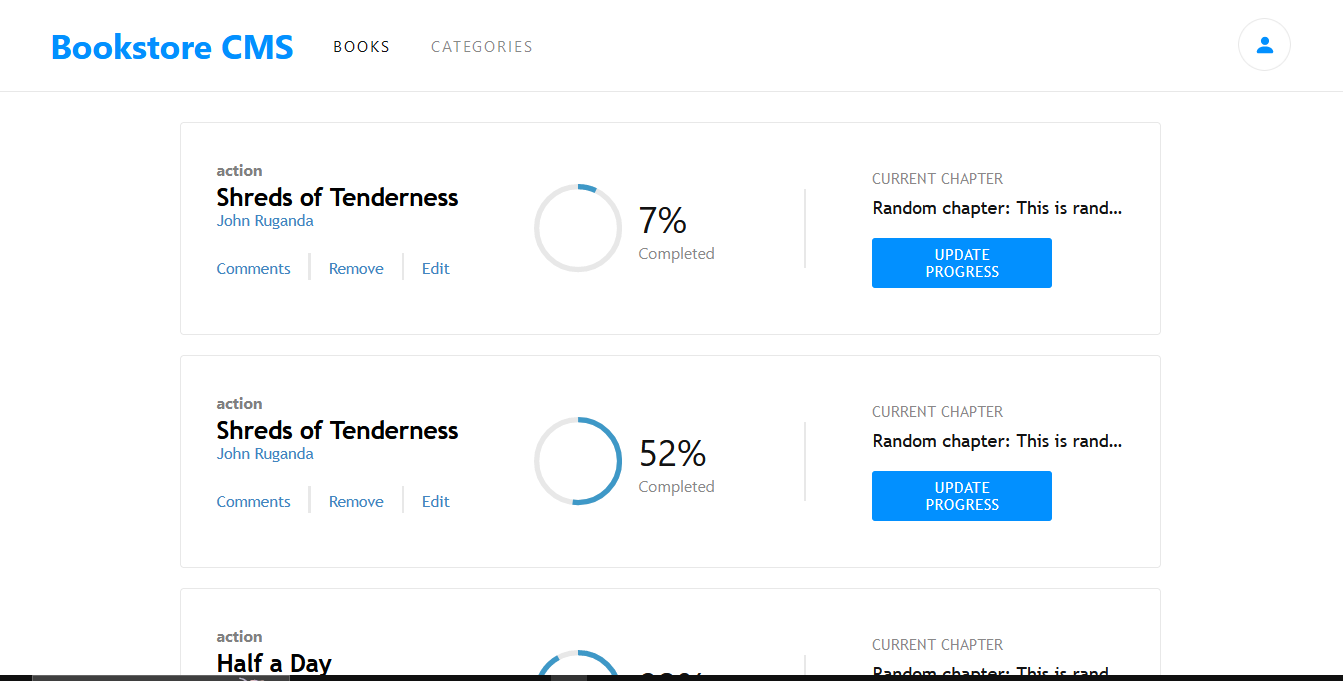 Bookstore CMS
BOOKS
CATEGORIES
action
Shreds of Tenderness
John Ruganda
Comments
Remove
Edit
7%
Completed
CURRENT CHAPTER
Random chapter: This is rand...
UPDATE
PROGRESS
action
Shreds of Tenderness
John Ruganda
Comments
Remove
Edit
52%
Completed
CURRENT CHAPTER
Random chapter: This is rand...
UPDATE
PROGRESS
action
Half a Day
CURRENT CHAPTER
Random chapter: This is rand